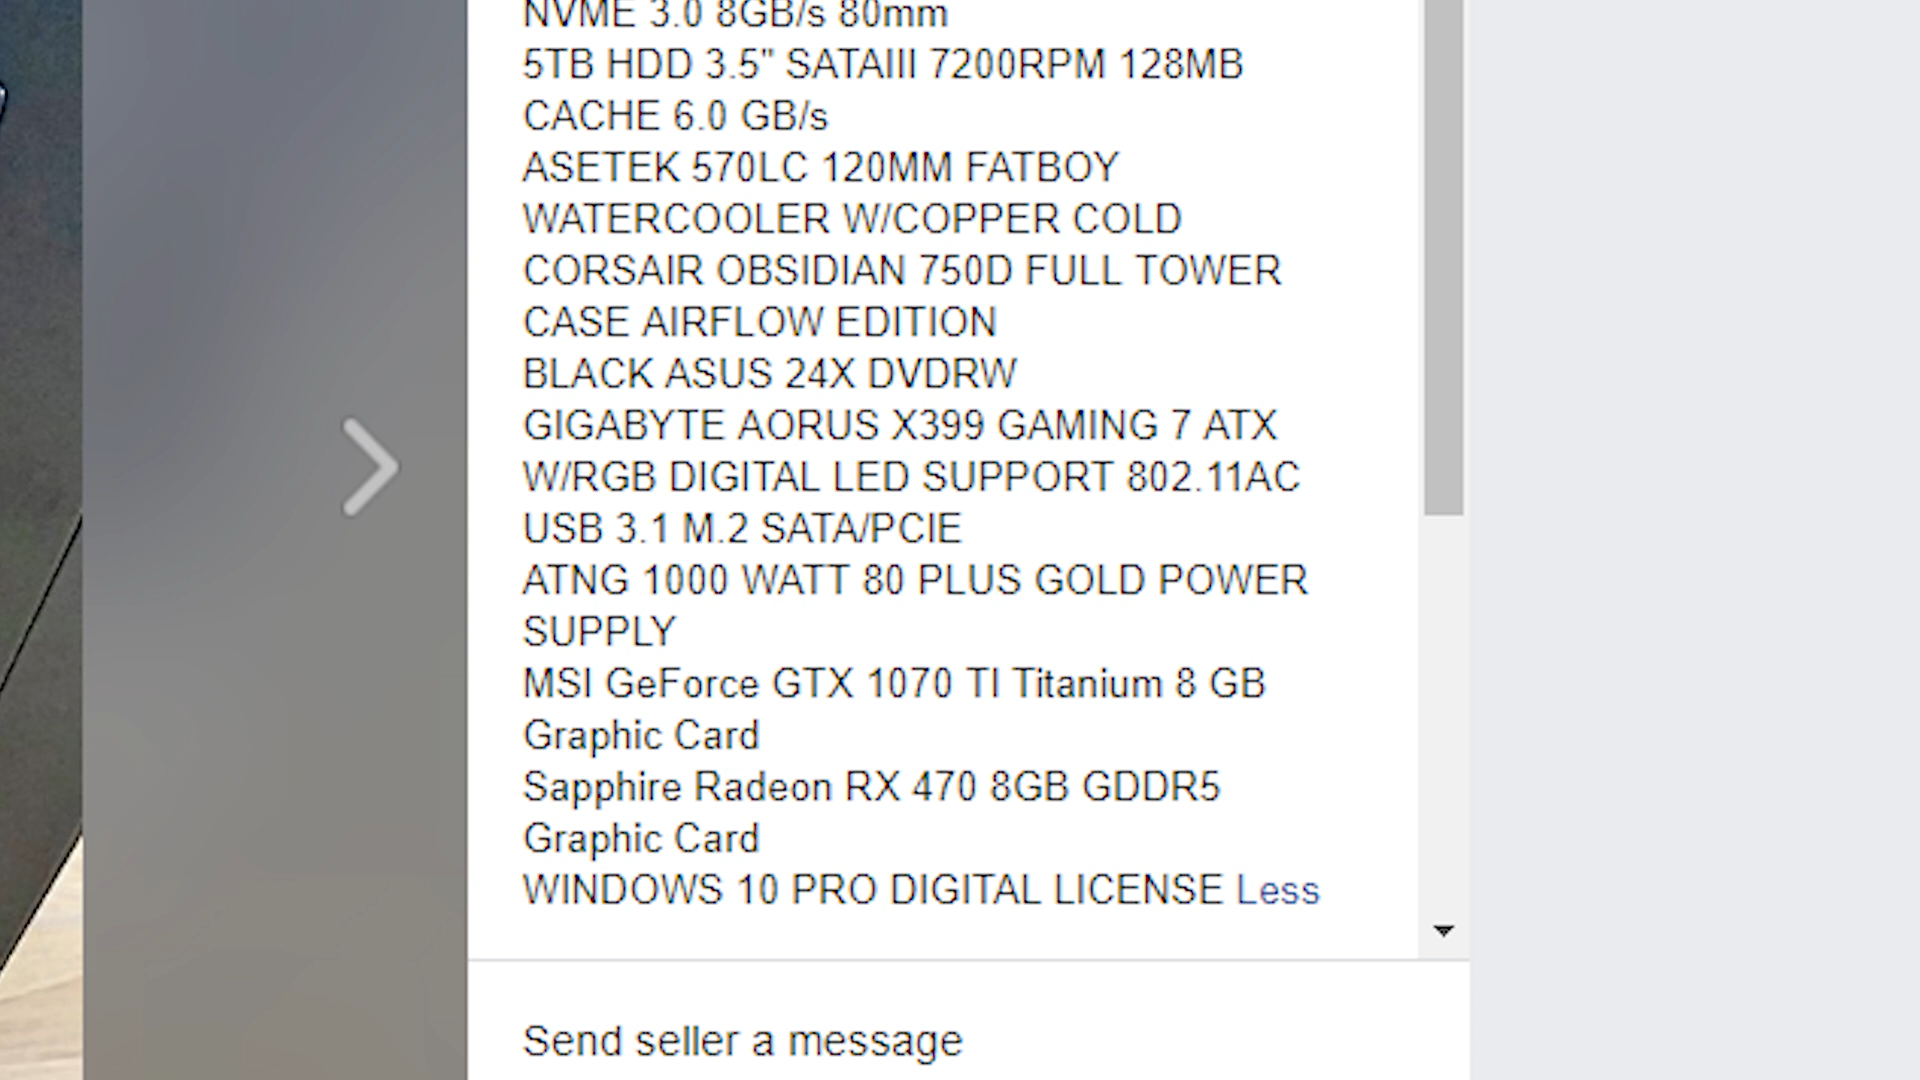 NVME 3.0 8GB/s 80mm
5TB HDD 3.5" SATAIII 7200RPM 128MB
CACHE 6.0 GB/s
ASETEK 570LC 120MM FATBOY
WATERCOOLER W/COPPER COLD
CORSAIR OBSIDIAN 750D FULL TOWER
CASE AIRFLOW EDITION
BLACK ASUS 24X DVDRW
GIGABYTE AORUS X399 GAMING 7 ATX
W/RGB DIGITAL LED SUPPORT 802.11AC
USB 3.1 M.2 SATA/PCIE
ATNG 1000 WATT 80 PLUS GOLD POWER
SUPPLY
MSI GeForce GTX 1070 TI Titanium 8 GB
Graphic Card
Sapphire Radeon RX 470 8GB GDDR5
Graphic Card
WINDOWS 10 PRO DIGITAL LICENSE Less
Send seller a message